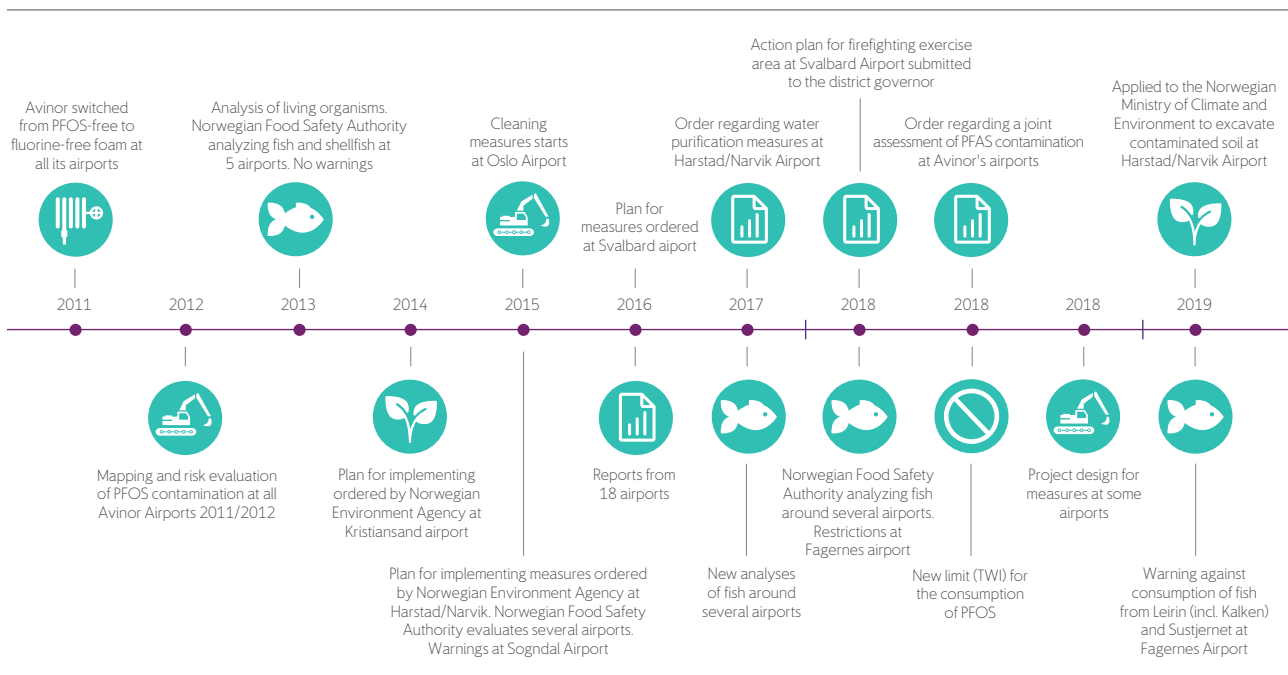 Action plan for firefighting exercise
area at Svalbard Airport submitted
to the district governor
Avinor switched
from PFOS-free to
fluorine-free foam at
all its airports
Analysis of living organisms.
Norwegian Food Safety Authority
analyzing fish and shellfish at
5 airports. No warnings
Cleaning
measures starts
at Oslo Airport
Plan for
measures ordered
at Svalbard aiport
Order regarding water
purification measures at
Harstad/Narvik Airport
Order regarding a joint
assessment of PFAS contamination
at Avinor's airports
Applied to the Norwegian
Ministry of Climate and
Environment to excavate
contaminated soil at
Harstad/Narvik Airport
2011
2012
2013
2014
2015
2016
2017
2018
2018
2018
2019
Mapping and risk evaluation
of PFOS contamination at all
Avinor Airports 2011/2012
Plan for implementing
ordered by Norwegian
Environment Agency at
Kristiansand airport
Plan for implementing measures ordered
by Norwegian Environment Agency at
Harstad/Narvik. Norwegian Food Safety
Authority evaluates several airports.
Warnings at Sogndal Airport
Reports from
18 airports
New analyses
of fish around
several airports
Norwegian Food Safety
Authority analyzing fish
around several airports.
Restrictions at
Fagernes airport
New limit (TWI) for
the consumption
of PFOS
Project design for
measures at some
airports
Warning against
consumption of fish
from Leirin (incl. Kalken)
and Sustjernet at
Fagernes Airport